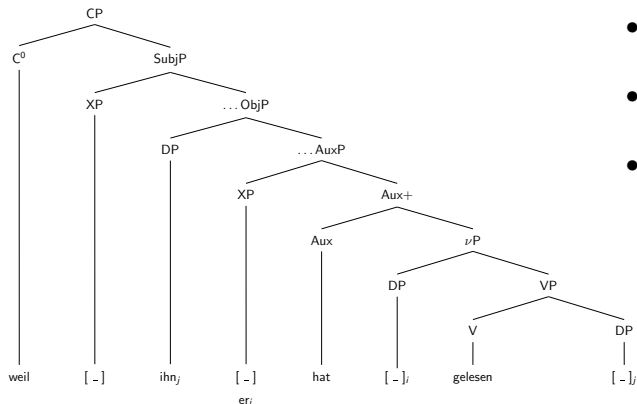 CP
C⁰ SubjP
XP ...ObjP
DP ...AuxP
XP Aux+
Aux νP
DP VP
V DP
weil [ _ ] ihnⱼ [ _ ] hat [ _ ]ᵢ gelesen [ _ ]ⱼ
erᵢ